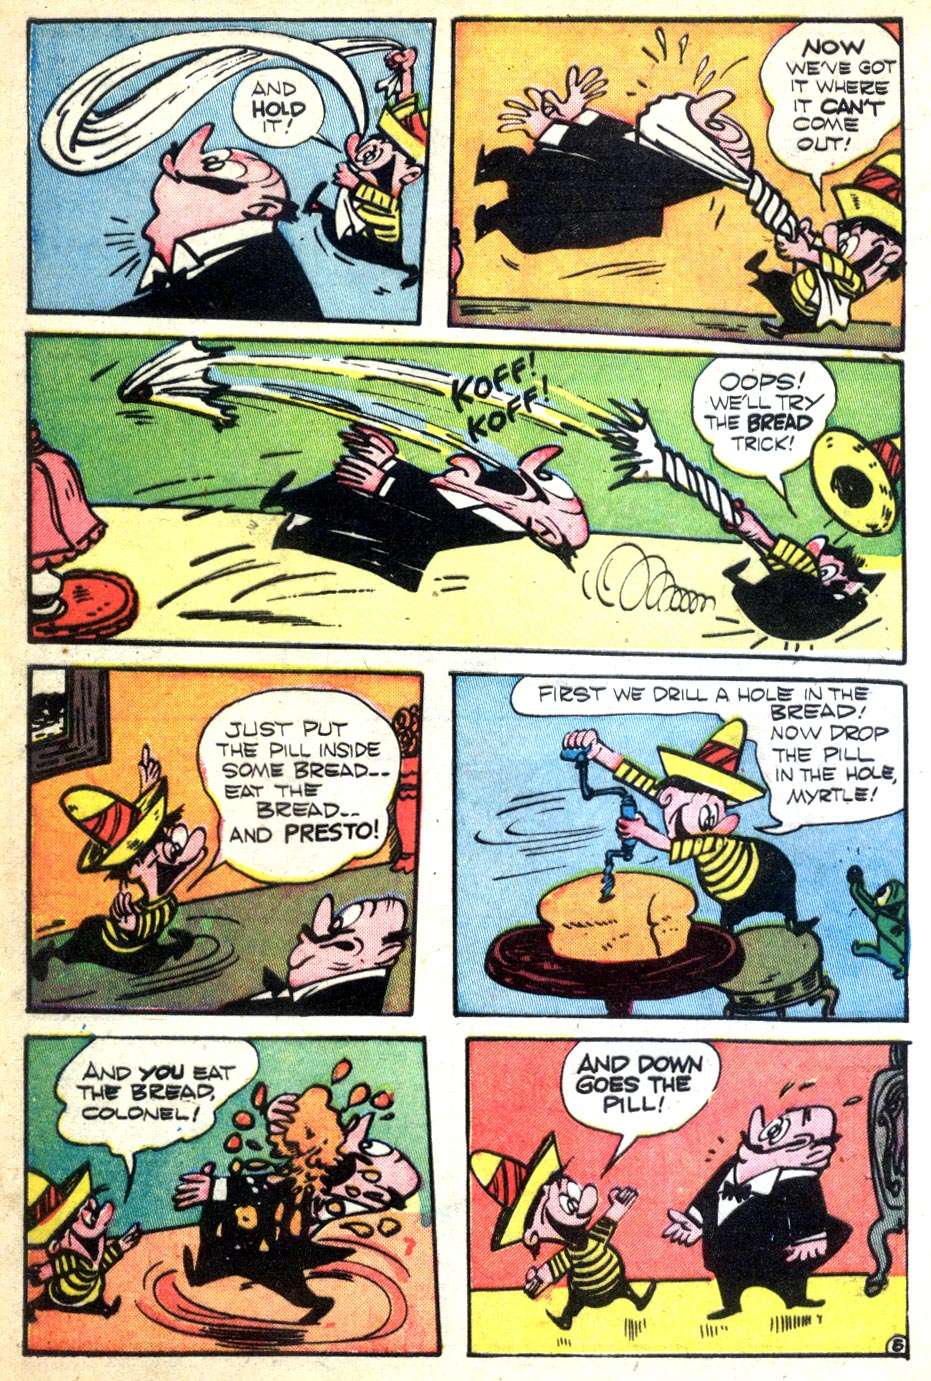 AND
HOLD
IT!
NOW
WE'VE GOT
IT WHERE
IT CAN'T
COME
OUT!
KOFF!
KOFF!
OOPS!
WE'LL TRY
THE BREAD
TRICK!
JUST PUT
THE PILL INSIDE
SOME BREAD--
EAT THE
BREAD--
AND PRESTO!
FIRST WE DRILL A HOLE IN THE
BREAD!
NOW DROP
THE PILL
IN THE HOLE,
MYRTLE!
AND YOU EAT
THE BREAD,
COLONEL!
7
AND DOWN
GOES THE
PILL!
5